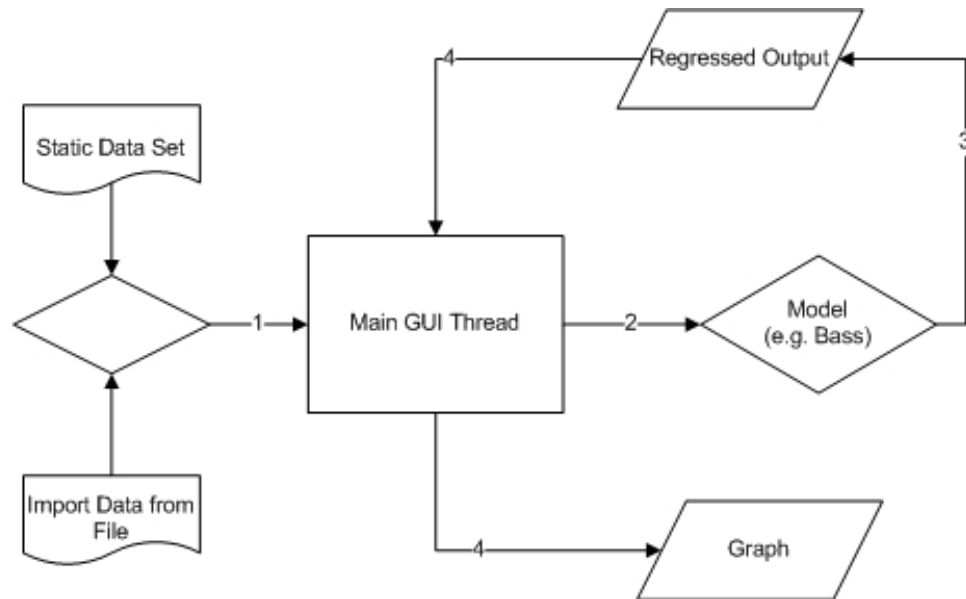 4
Regressed Output
3
Static Data Set
1
Main GUI Thread
2
Model
(e.g. Bass)
Import Data from
File
4
Graph